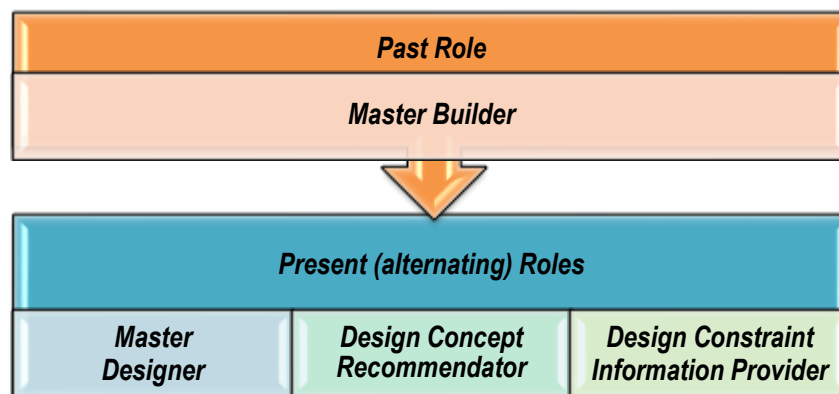 Past Role
Master Builder
Present (alternating) Roles
Master
Designer
Design Concept
Recommendator
Design Constraint
Information Provider